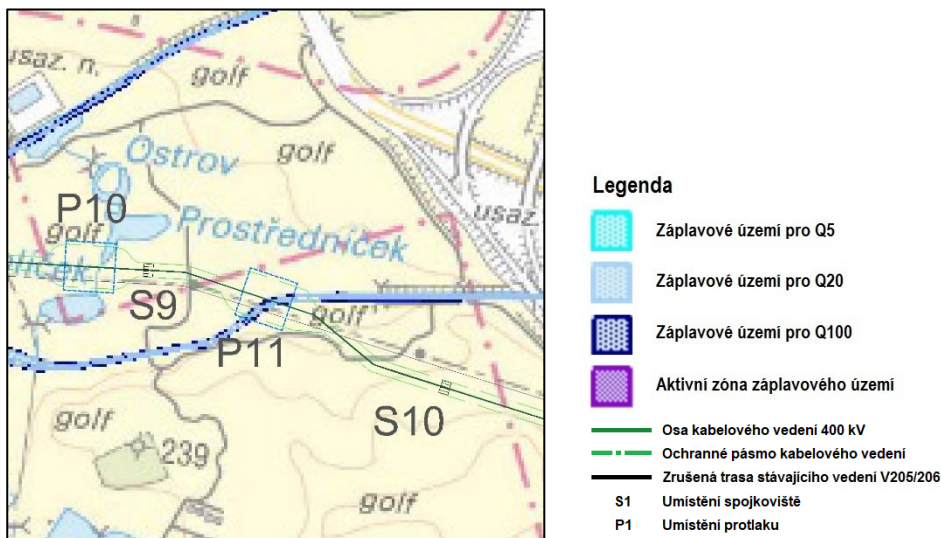 usaz. n.
golf
Ostrov
golf
usaz.
P10
golf
Prostředníček
líček
S9
P11
golf
S10
golf
239
golf
Legenda
Záplavové území pro Q5
Záplavové území pro Q20
Záplavové území pro Q100
Aktivní zóna záplavového území
Osa kabelového vedení 400 kV
Ochranné pásmo kabelového vedení
Zrušená trasa stávajícího vedení V205/206
S1 Umístění spojkoviště
P1 Umístění protlaku